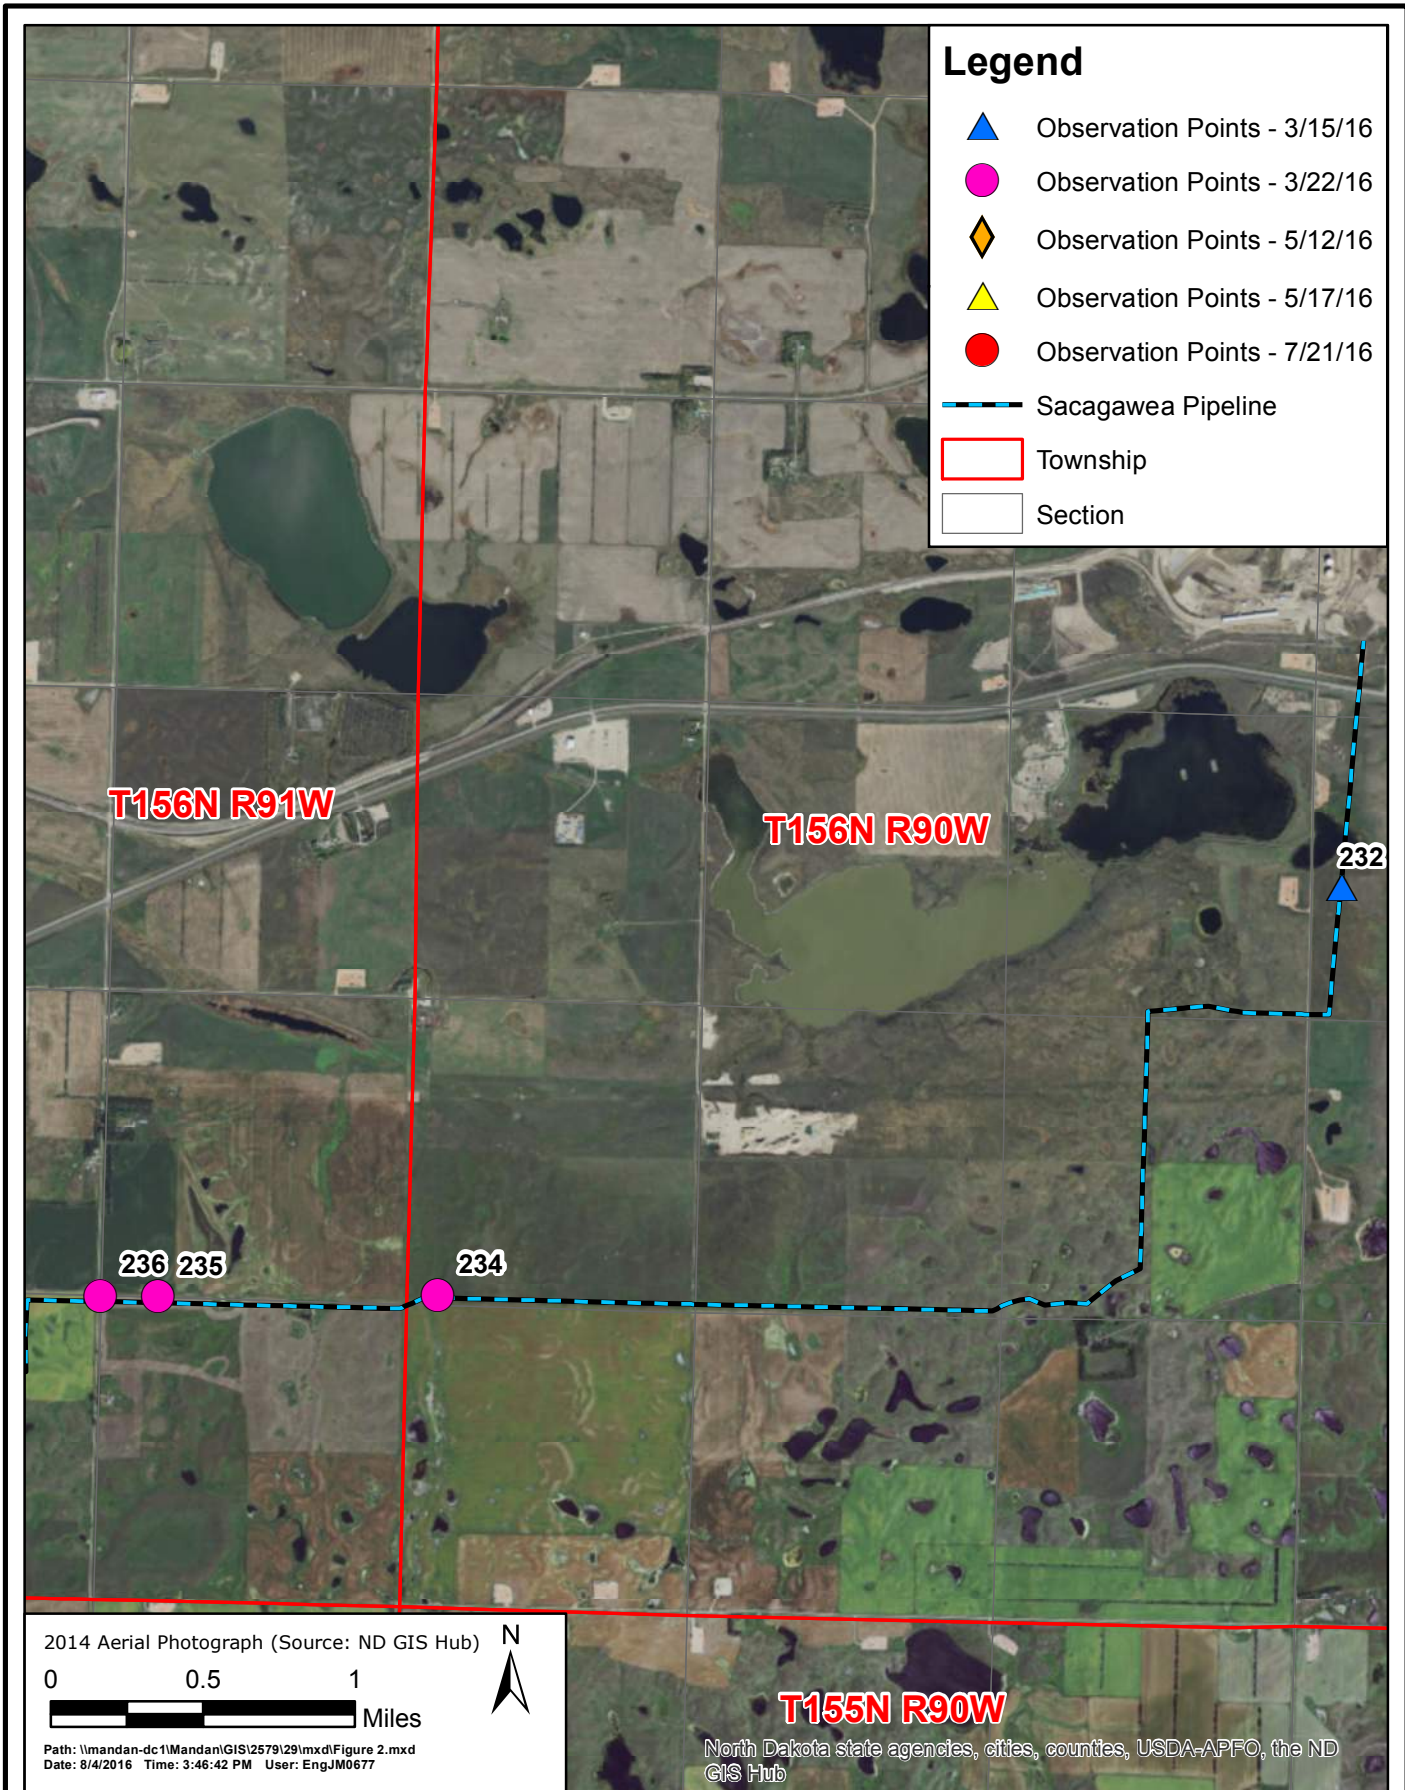 Legend
Observation Points - 3/15/16
Observation Points - 3/22/16
Observation Points - 5/12/16
Observation Points - 5/17/16
Observation Points - 7/21/16
Sacagawea Pipeline
Township
Section
T156N R91W
T156N R90W
232
236
235
234
2014 Aerial Photograph (Source: ND GIS Hub)
N
0 0.5 1
Miles
Path: \\mandan-dc1\Mandan\GIS\2579\29\mxd\Figure 2.mxd
Date: 8/4/2016 Time: 3:46:42 PM User: EngJM0677
T155N R90W
North Dakota state agencies, cities, counties, USDA-APFO, the ND
GIS Hub